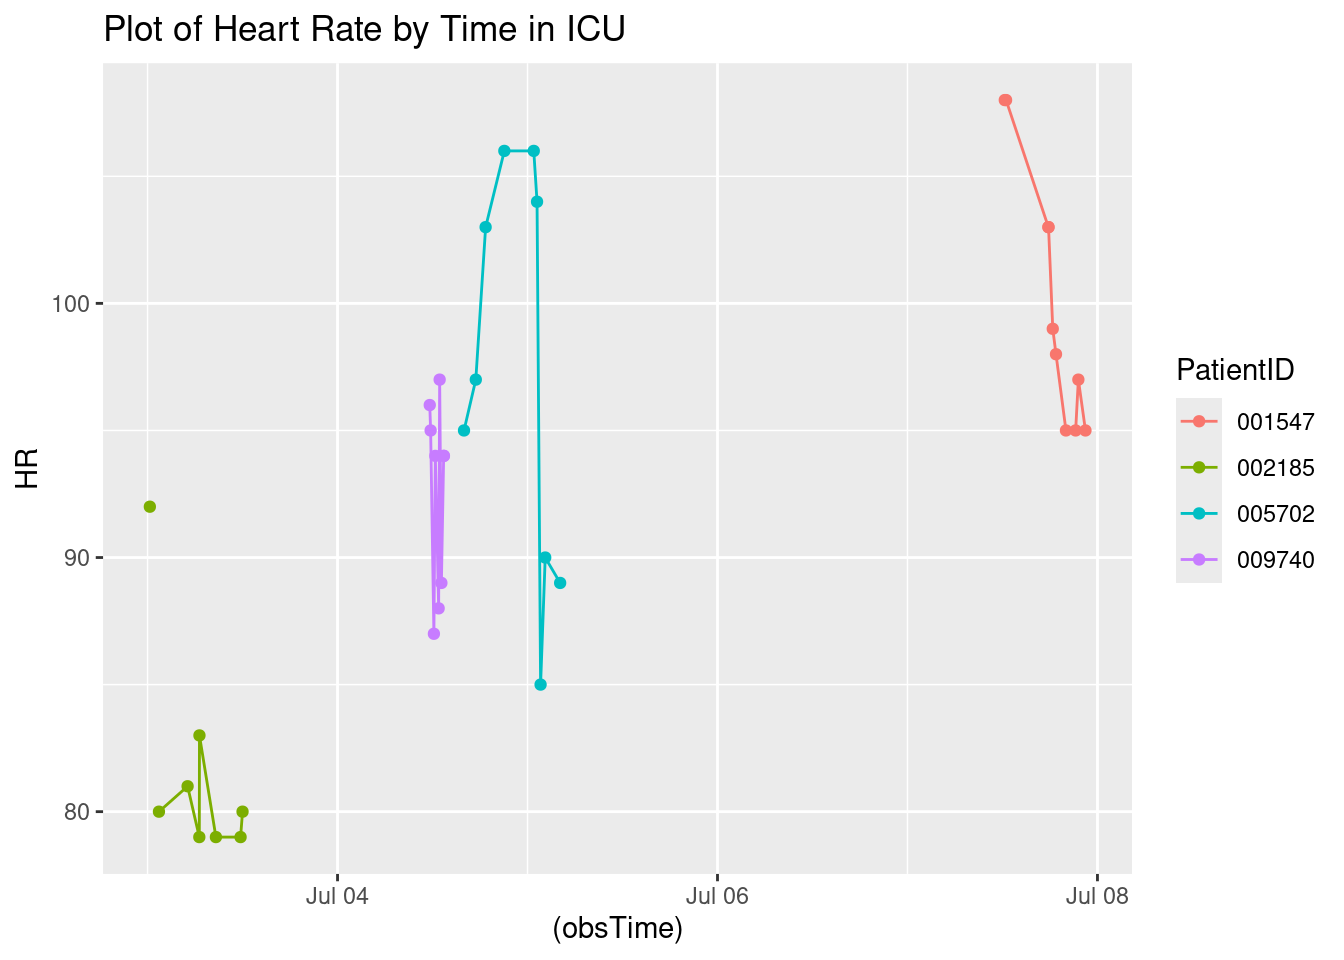 Plot of Heart Rate by Time in ICU
HR
100
90
80
Jul 04
Jul 06
Jul 08
(obsTime)
PatientID
001547
002185
005702
009740